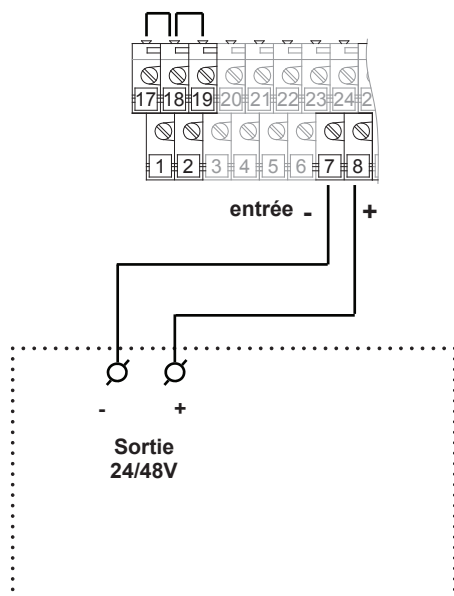 17 18 19 20 21 22 23 24 2
1 2 3 4 5 6 7 8
entrée - +
- +
Sortie
24/48V